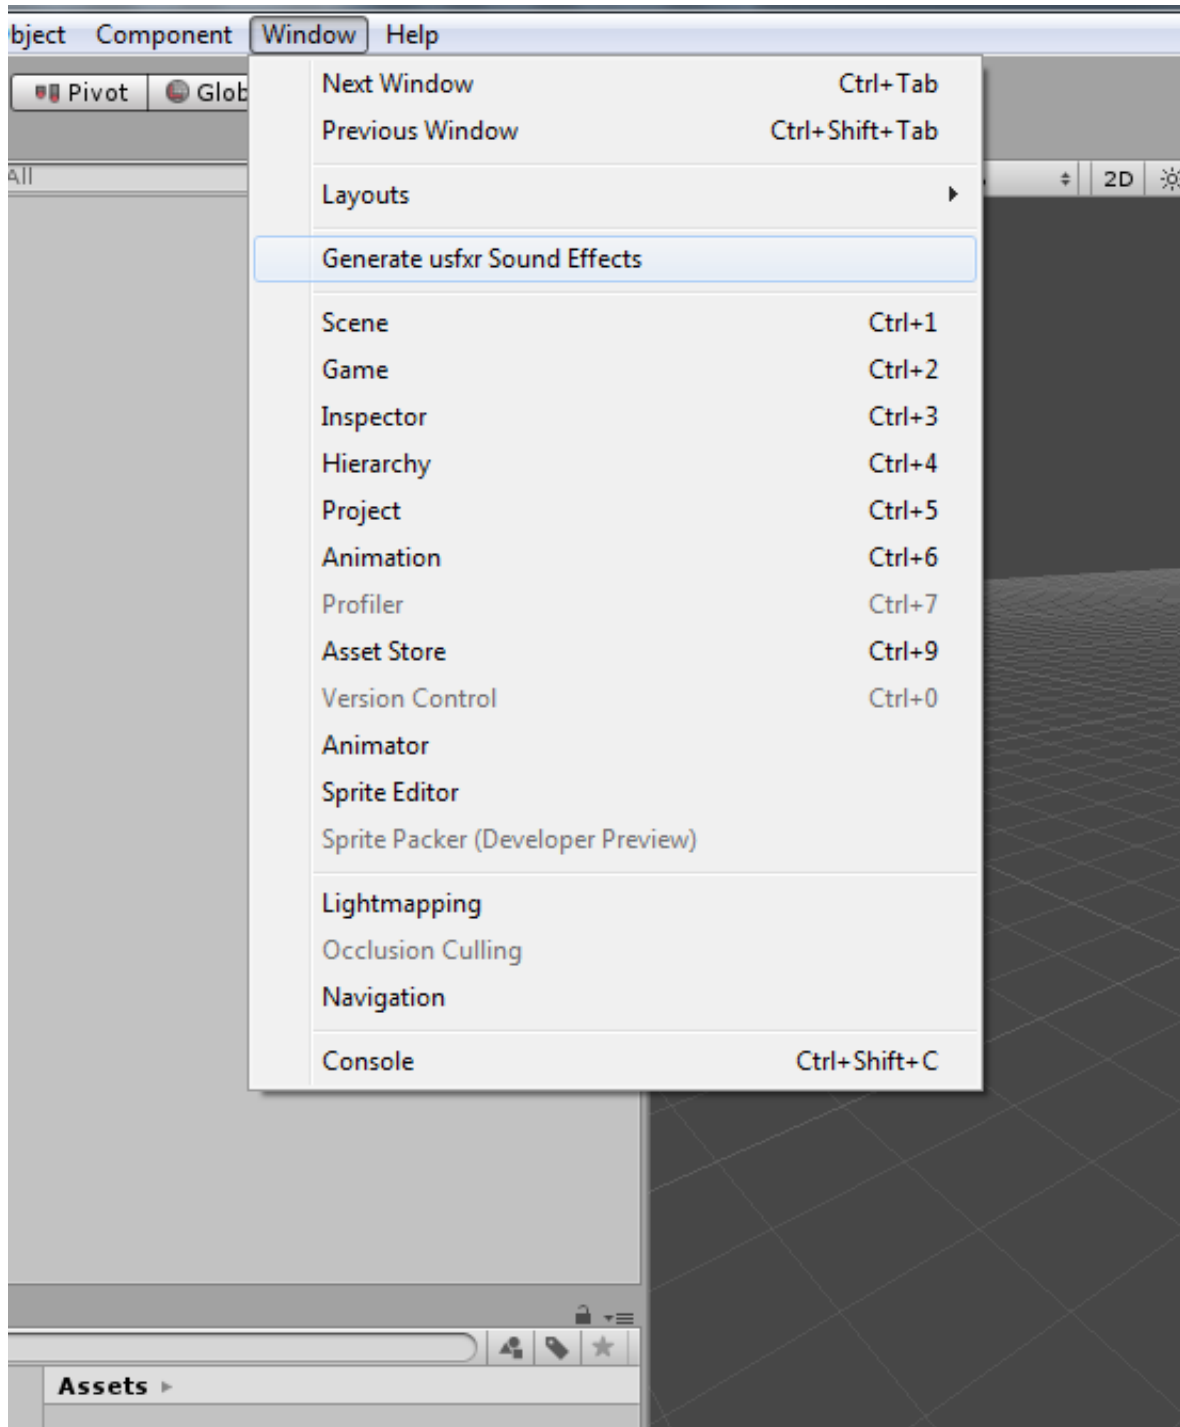 bject Component Window Help
Pivot Glob
All
2D
Next Window Ctrl+Tab
Previous Window Ctrl+Shift+Tab
Layouts
Generate usfxr Sound Effects
Scene Ctrl+1
Game Ctrl+2
Inspector Ctrl+3
Hierarchy Ctrl+4
Project Ctrl+5
Animation Ctrl+6
Profiler Ctrl+7
Asset Store Ctrl+9
Version Control Ctrl+0
Animator
Sprite Editor
Sprite Packer (Developer Preview)
Lightmapping
Occlusion Culling
Navigation
Console Ctrl+Shift+C
Assets